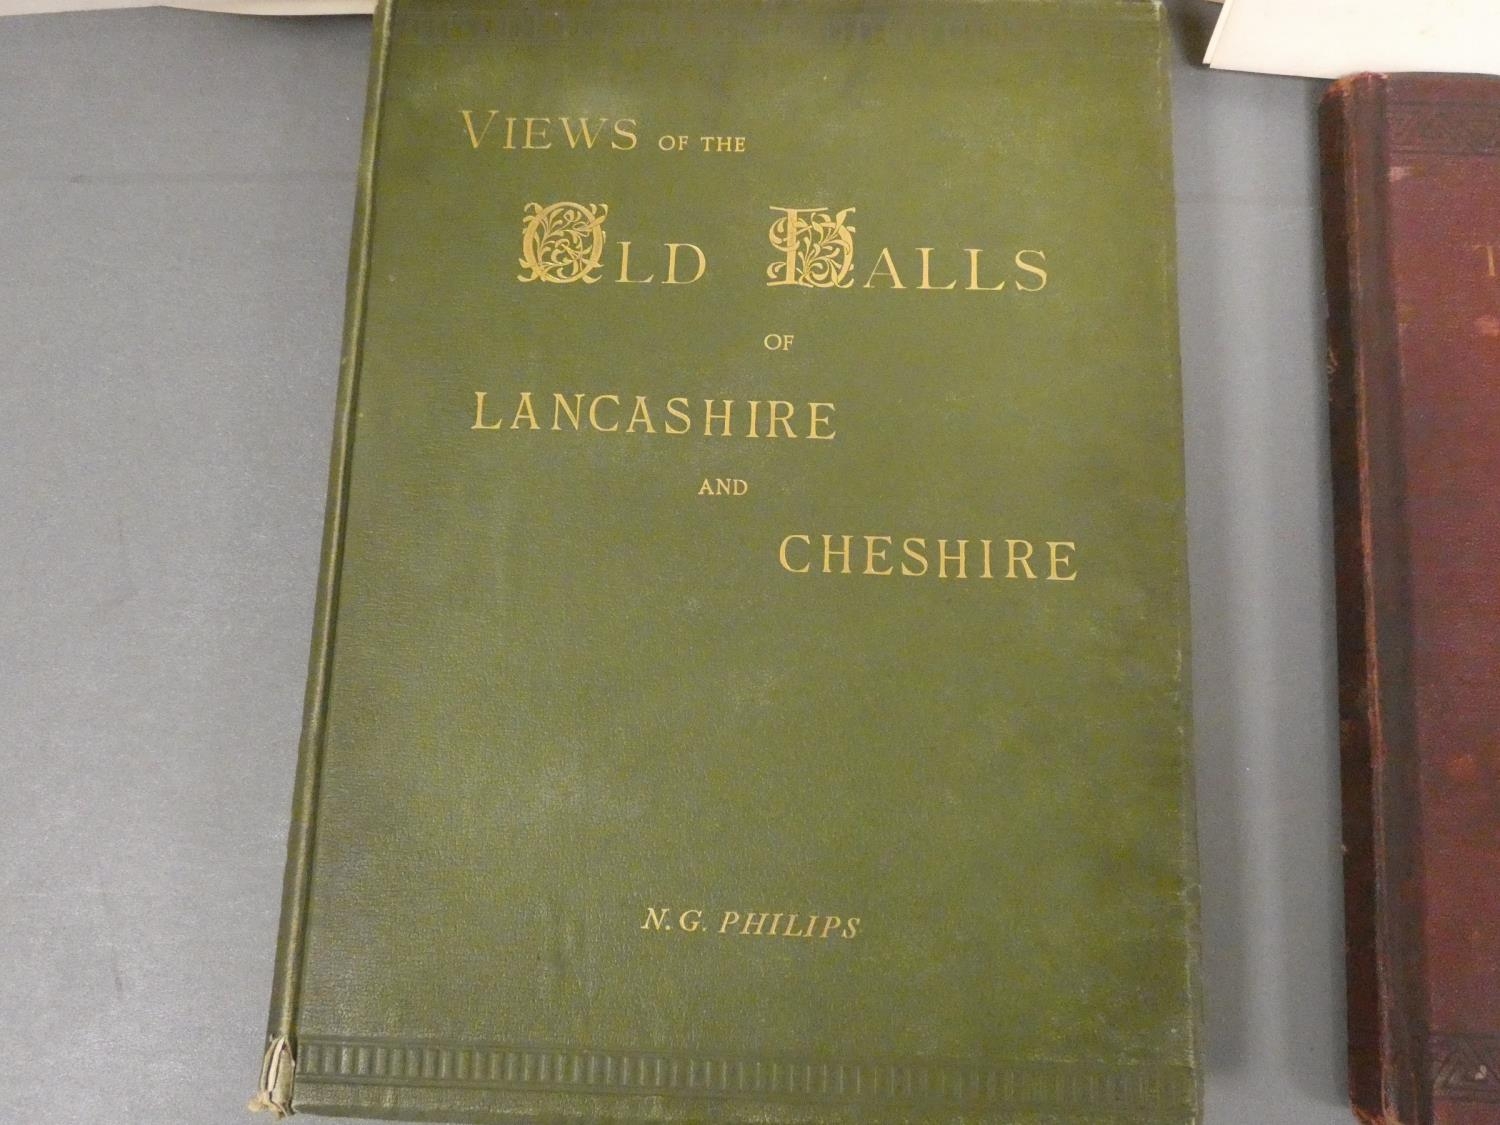 VIEWS OF THE
OLD HALLS
OF
LANCASHIRE
AND
CHESHIRE
N. G. PHILIPS